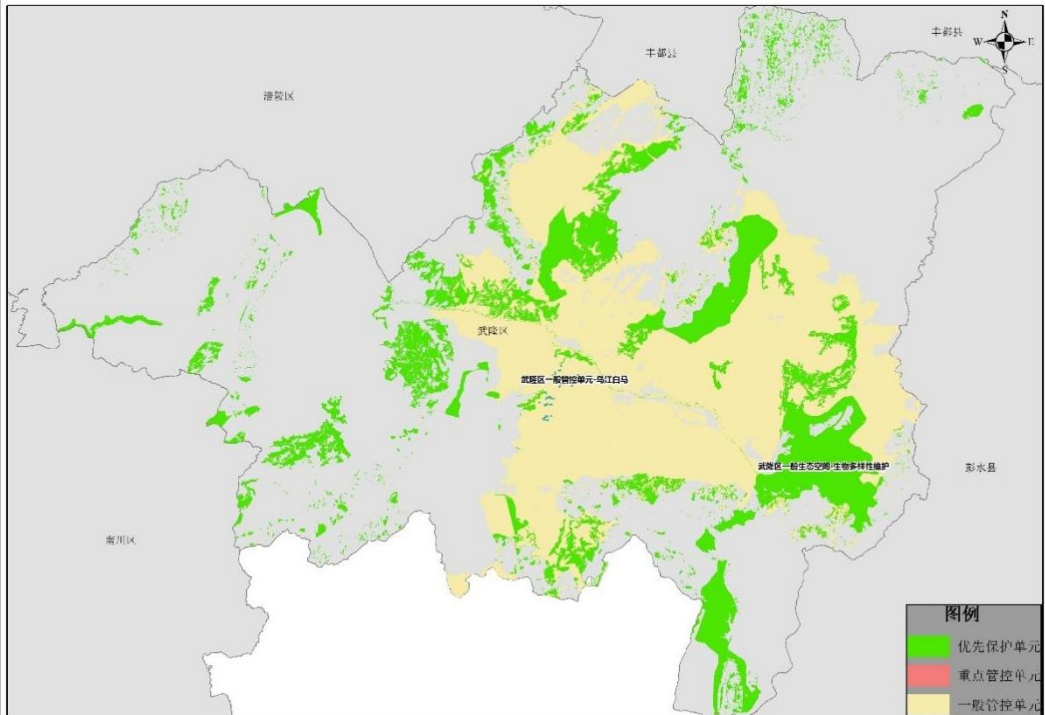 N
W
E
S
丰都县
丰都县
涪陵区
武隆区
武隆区一般管控单元-乌江白马
武隆区一般生态空间-生物多样性维护
彭水县
南川区
图例
优先保护单元
重点管控单元
一般管控单元